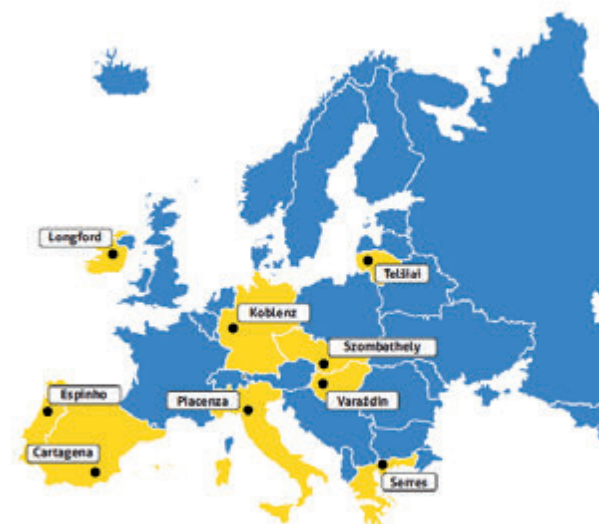 Longford
Telšiai
Koblenz
Szombathely
Espinho
Piacenza
Varaždin
Cartagena
Serres